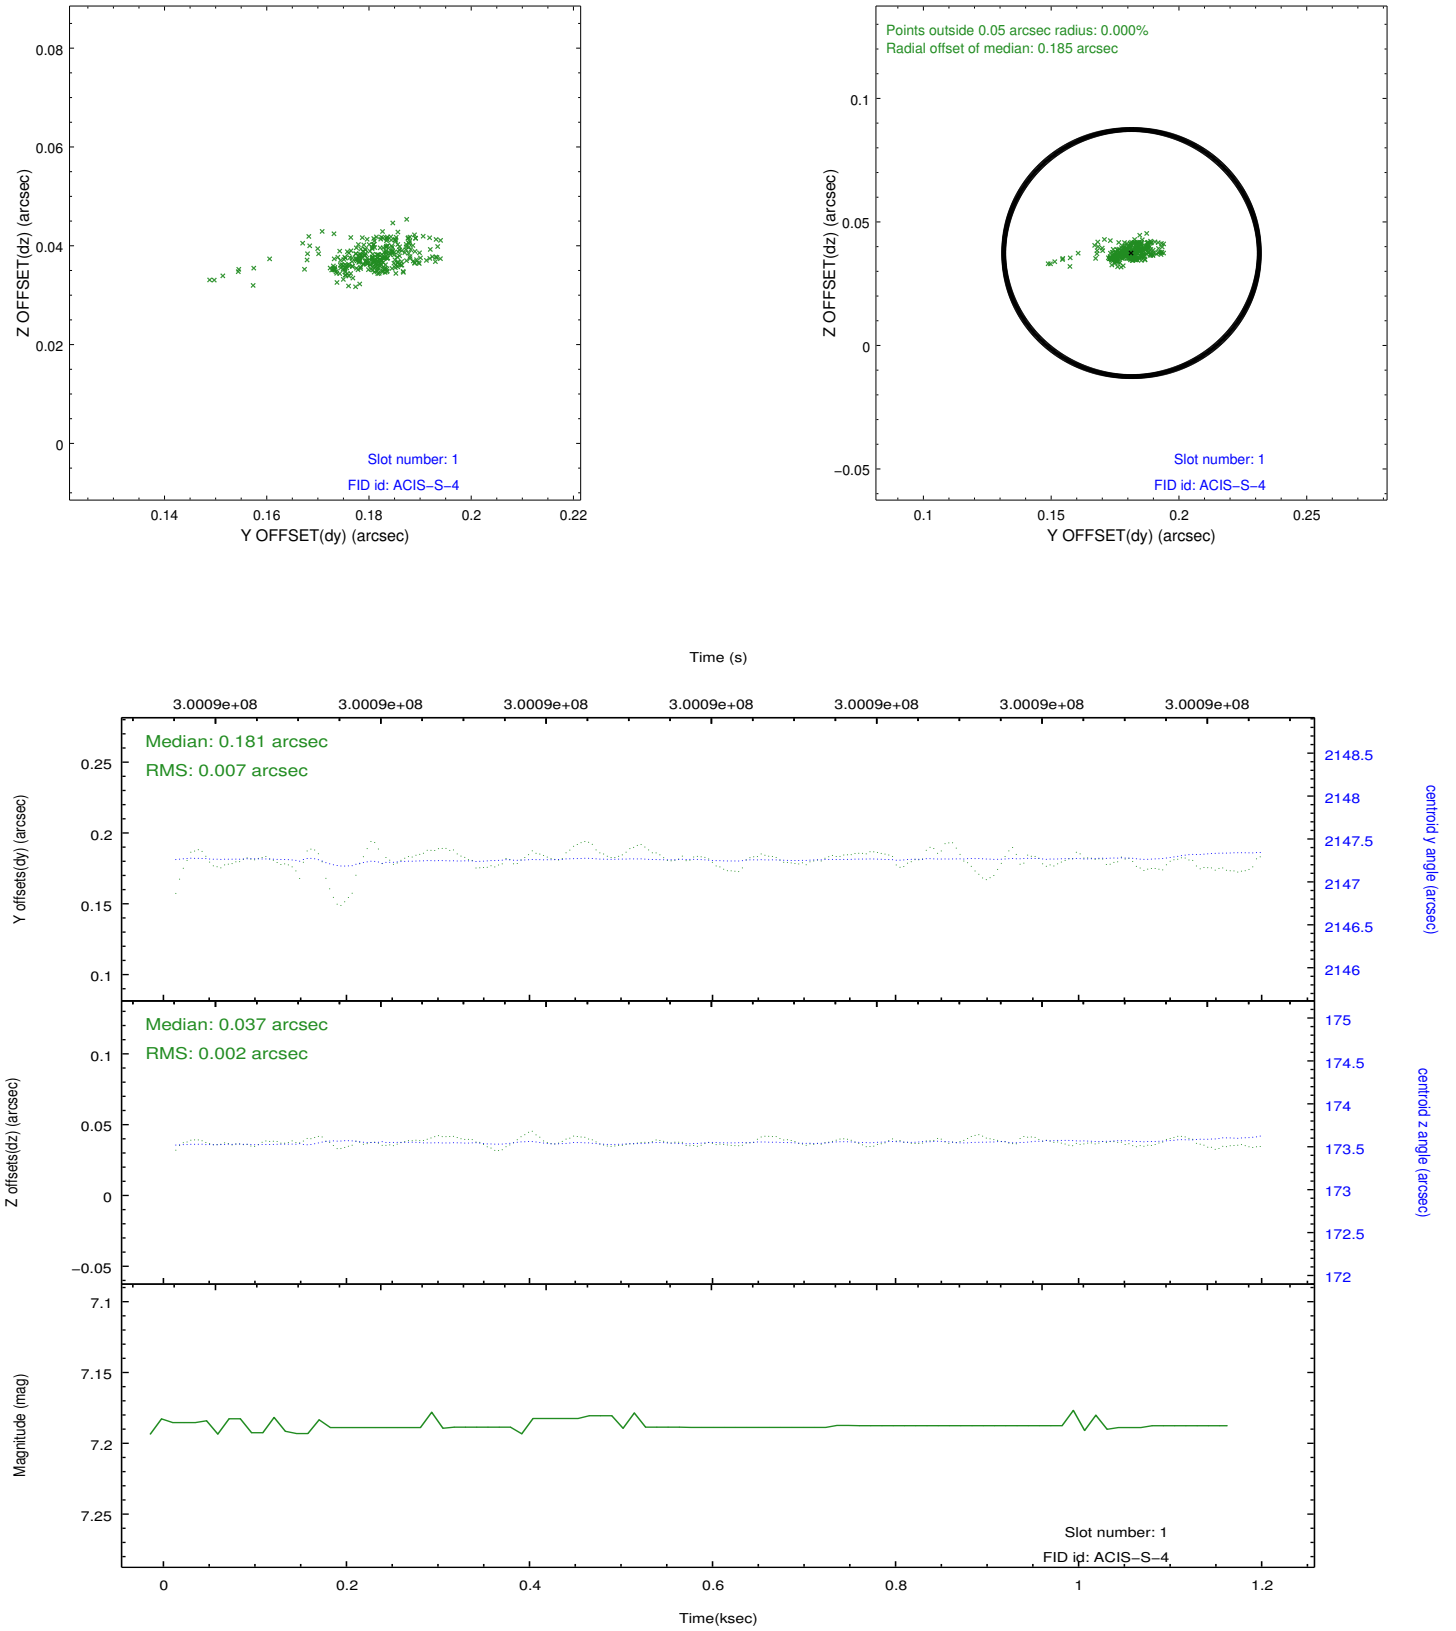 0.08
0.06
0.04
0.02
0
Z OFFSET(dz) (arcsec)
Slot number: 1
FID id: ACIS−S−4
0.14 0.16 0.18 0.2 0.22
Y OFFSET(dy) (arcsec)
Points outside 0.05 arcsec radius: 0.000%
Radial offset of median: 0.185 arcsec
0.1
0.05
0
−0.05
Z OFFSET(dz) (arcsec)
Slot number: 1
FID id: ACIS−S−4
0.1 0.15 0.2 0.25
Y OFFSET(dy) (arcsec)
Time (s)
3.0009e+08 3.0009e+08 3.0009e+08 3.0009e+08 3.0009e+08 3.0009e+08 3.0009e+08
Median: 0.181 arcsec
RMS: 0.007 arcsec
0.25
0.2
0.15
0.1
Y offsets(dy) (arcsec)
2148.5
2148
2147.5
2147
2146.5
2146
centroid y angle (arcsec)
Median: 0.037 arcsec
RMS: 0.002 arcsec
0.1
0.05
0
−0.05
Z offsets(dz) (arcsec)
175
174.5
174
173.5
173
172.5
172
centroid z angle (arcsec)
7.1
7.15
7.2
7.25
Magnitude (mag)
Slot number: 1
FID id: ACIS−S−4
0 0.2 0.4 0.6 0.8 1 1.2
Time(ksec)